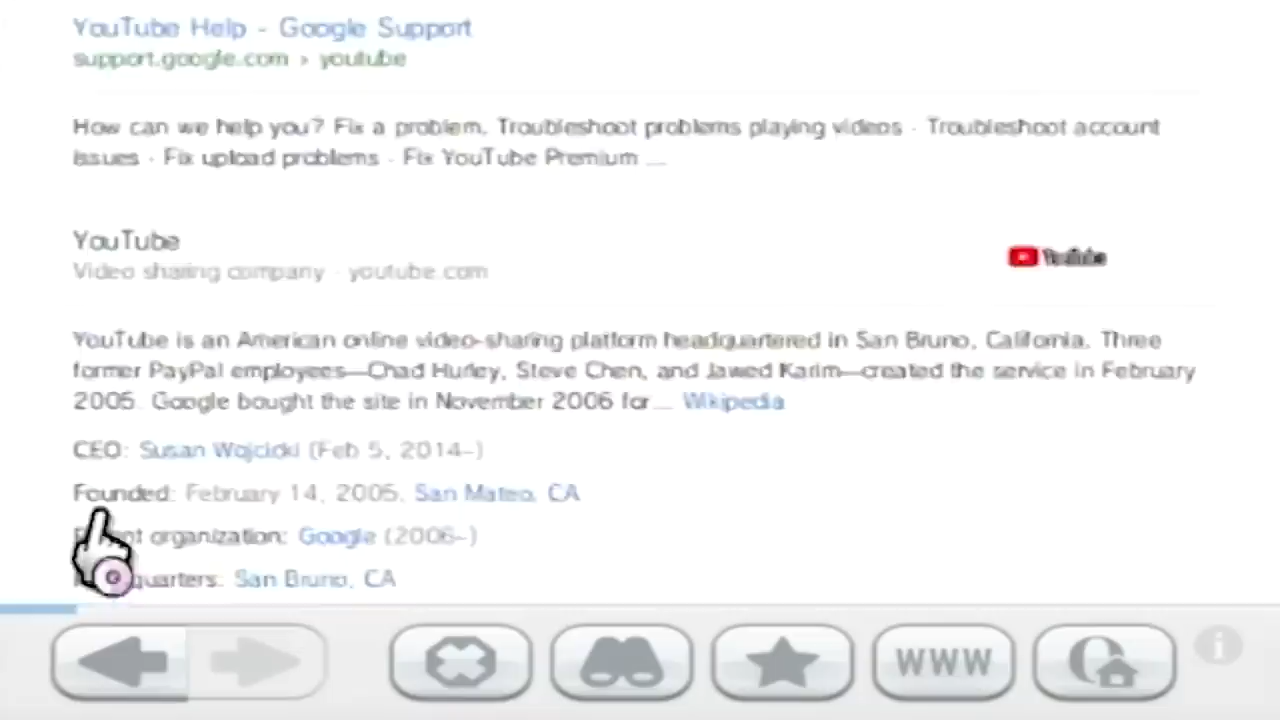 YouTube Help - Google Support
support.google.com › youtube
How can we help you? Fix a problem. Troubleshoot problems playing videos · Troubleshoot account
issues · Fix upload problems · Fix YouTube Premium ...
YouTube
Video sharing company · youtube.com
YouTube
YouTube is an American online video-sharing platform headquartered in San Bruno, California. Three
former PayPal employees—Chad Hurley, Steve Chen, and Jawed Karim—created the service in February
2005. Google bought the site in November 2006 for... Wikipedia
CEO: Susan Wojcicki (Feb 5, 2014–)
Founded: February 14, 2005, San Mateo, CA
organization: Google (2006–)
San Bruno, CA
WWW
i